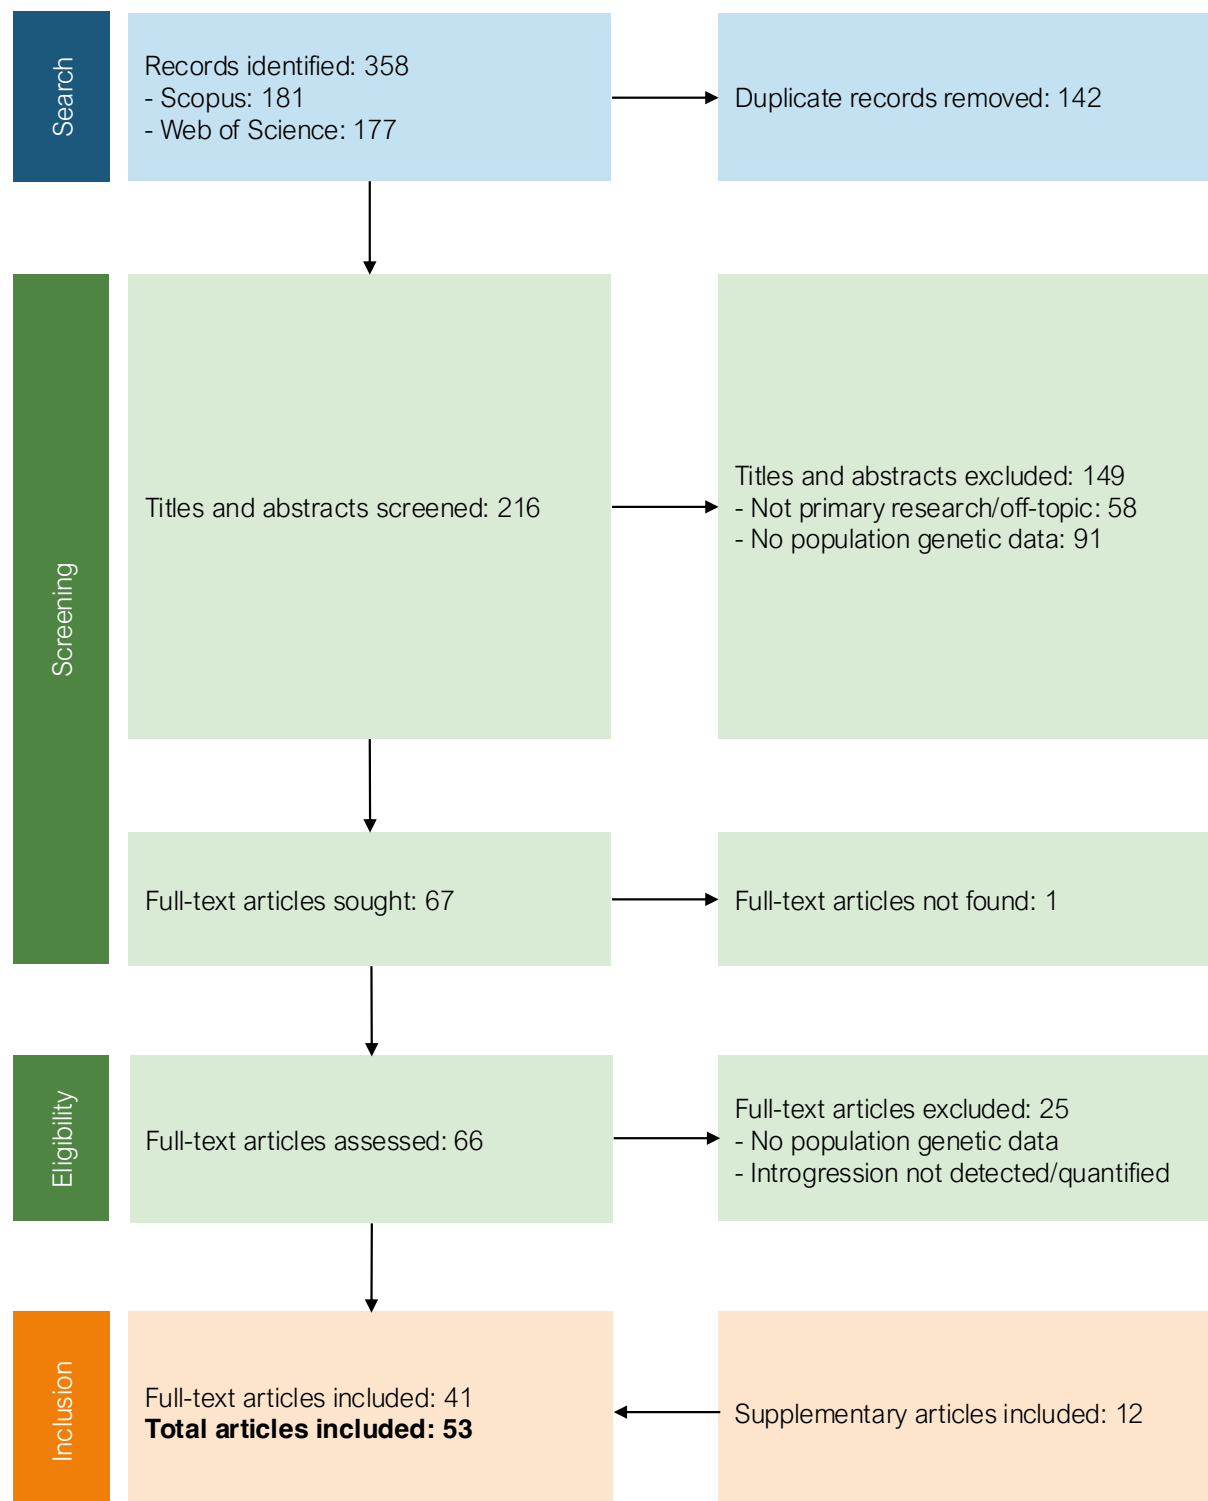 Search
Records identified: 358
- Scopus: 181
- Web of Science: 177
Duplicate records removed: 142
Screening
Titles and abstracts screened: 216
Titles and abstracts excluded: 149
- Not primary research/off-topic: 58
- No population genetic data: 91
Full-text articles sought: 67
Full-text articles not found: 1
Eligibility
Full-text articles assessed: 66
Full-text articles excluded: 25
- No population genetic data
- Introgression not detected/quantified
Inclusion
Full-text articles included: 41
Total articles included: 53
Supplementary articles included: 12